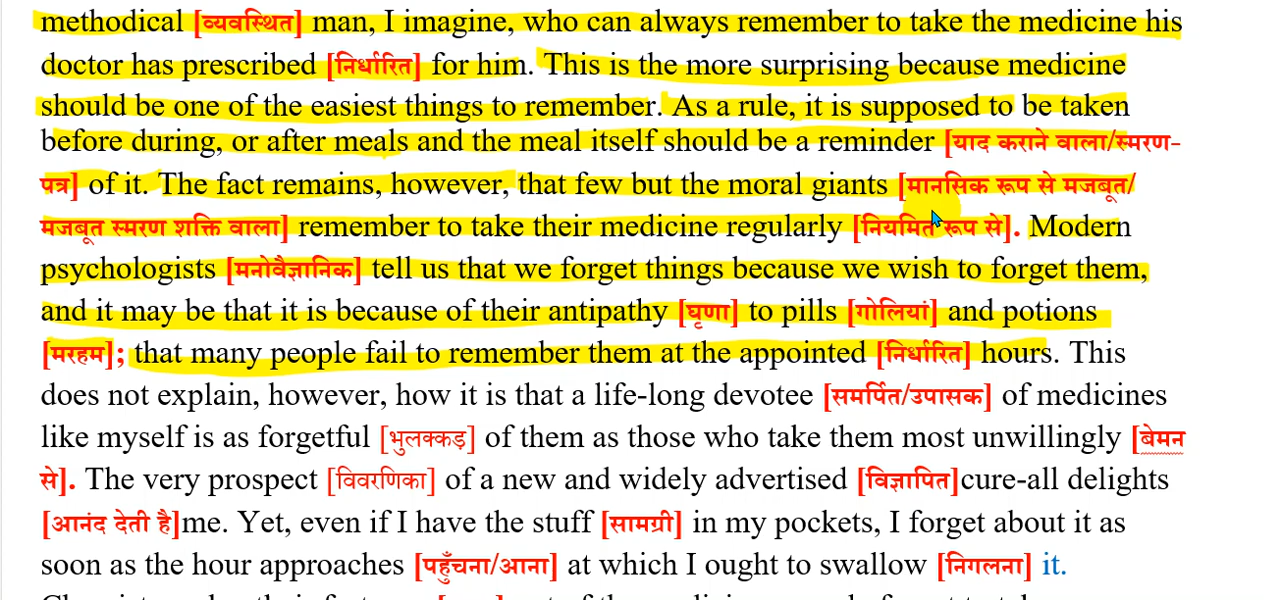 methodical [व्यवस्थित] man, I imagine, who can always remember to take the medicine his
doctor has prescribed [निर्धारित] for him. This is the more surprising because medicine
should be one of the easiest things to remember. As a rule, it is supposed to be taken
before during, or after meals and the meal itself should be a reminder [याद कराने वाला/स्मरण-
पत्र] of it. The fact remains, however, that few but the moral giants [मानसिक रूप से मजबूत/
मजबूत स्मरण शक्ति वाला] remember to take their medicine regularly [नियमित रूप से]. Modern
psychologists [मनोवैज्ञानिक] tell us that we forget things because we wish to forget them,
and it may be that it is because of their antipathy [घृणा] to pills [गोलियां] and potions
[मरहम]; that many people fail to remember them at the appointed [निर्धारित] hours. This
does not explain, however, how it is that a life-long devotee [समर्पित/उपासक] of medicines
like myself is as forgetful [भुलक्कड़] of them as those who take them most unwillingly [बेमन
से]. The very prospect [विवरणिका] of a new and widely advertised [विज्ञापित]cure-all delights
[आनंद देती है]me. Yet, even if I have the stuff [सामग्री] in my pockets, I forget about it as
soon as the hour approaches [पहुँचना/आना] at which I ought to swallow [निगलना] it.